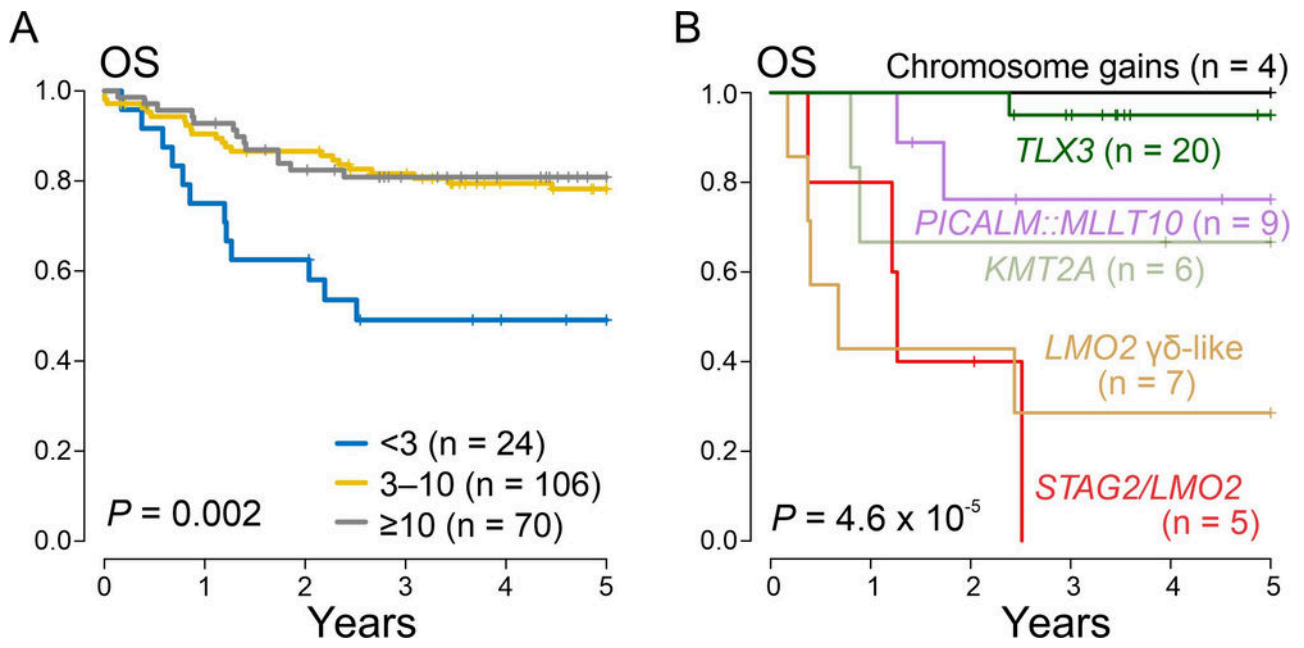 A
OS
1.0
0.8
0.6
0.4
0.2
0.0
<3 (n = 24)
3–10 (n = 106)
≥10 (n = 70)
P = 0.002
0 1 2 3 4 5
Years
B
OS
Chromosome gains (n = 4)
1.0
0.8
0.6
0.4
0.2
0.0
TLX3 (n = 20)
PICALM::MLLT10 (n = 9)
KMT2A (n = 6)
LMO2 γδ-like
(n = 7)
STAG2/LMO2
(n = 5)
P = 4.6 x 10⁻⁵
0 1 2 3 4 5
Years